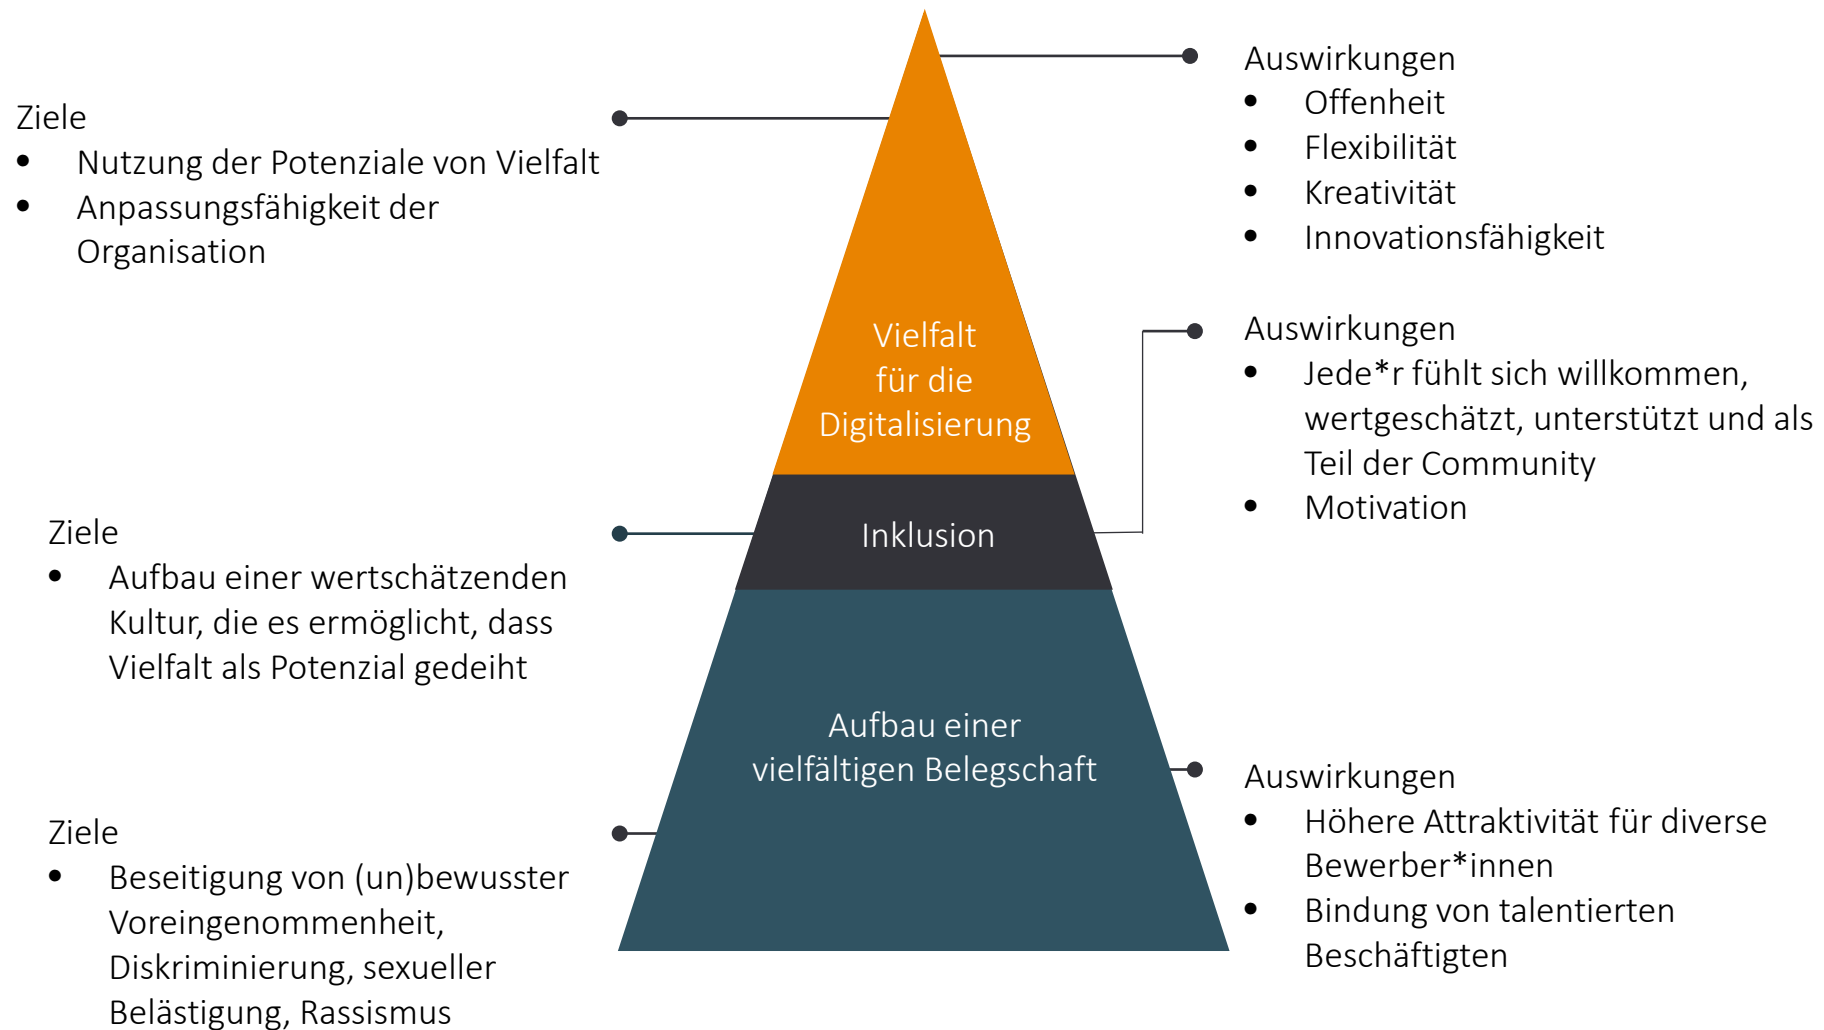 Ziele
• Nutzung der Potenziale von Vielfalt
• Anpassungsfähigkeit der
Organisation
Auswirkungen
• Offenheit
• Flexibilität
• Kreativität
• Innovationsfähigkeit
Vielfalt
für die
Digitalisierung
Auswirkungen
• Jede*r fühlt sich willkommen,
wertgeschätzt, unterstützt und als
Teil der Community
• Motivation
Ziele
• Aufbau einer wertschätzenden
Kultur, die es ermöglicht, dass
Vielfalt als Potenzial gedeiht
Inklusion
Aufbau einer
vielfältigen Belegschaft
Ziele
• Beseitigung von (un)bewusster
Voreingenommenheit,
Diskriminierung, sexueller
Belästigung, Rassismus
Auswirkungen
• Höhere Attraktivität für diverse
Bewerber*innen
• Bindung von talentierten
Beschäftigten